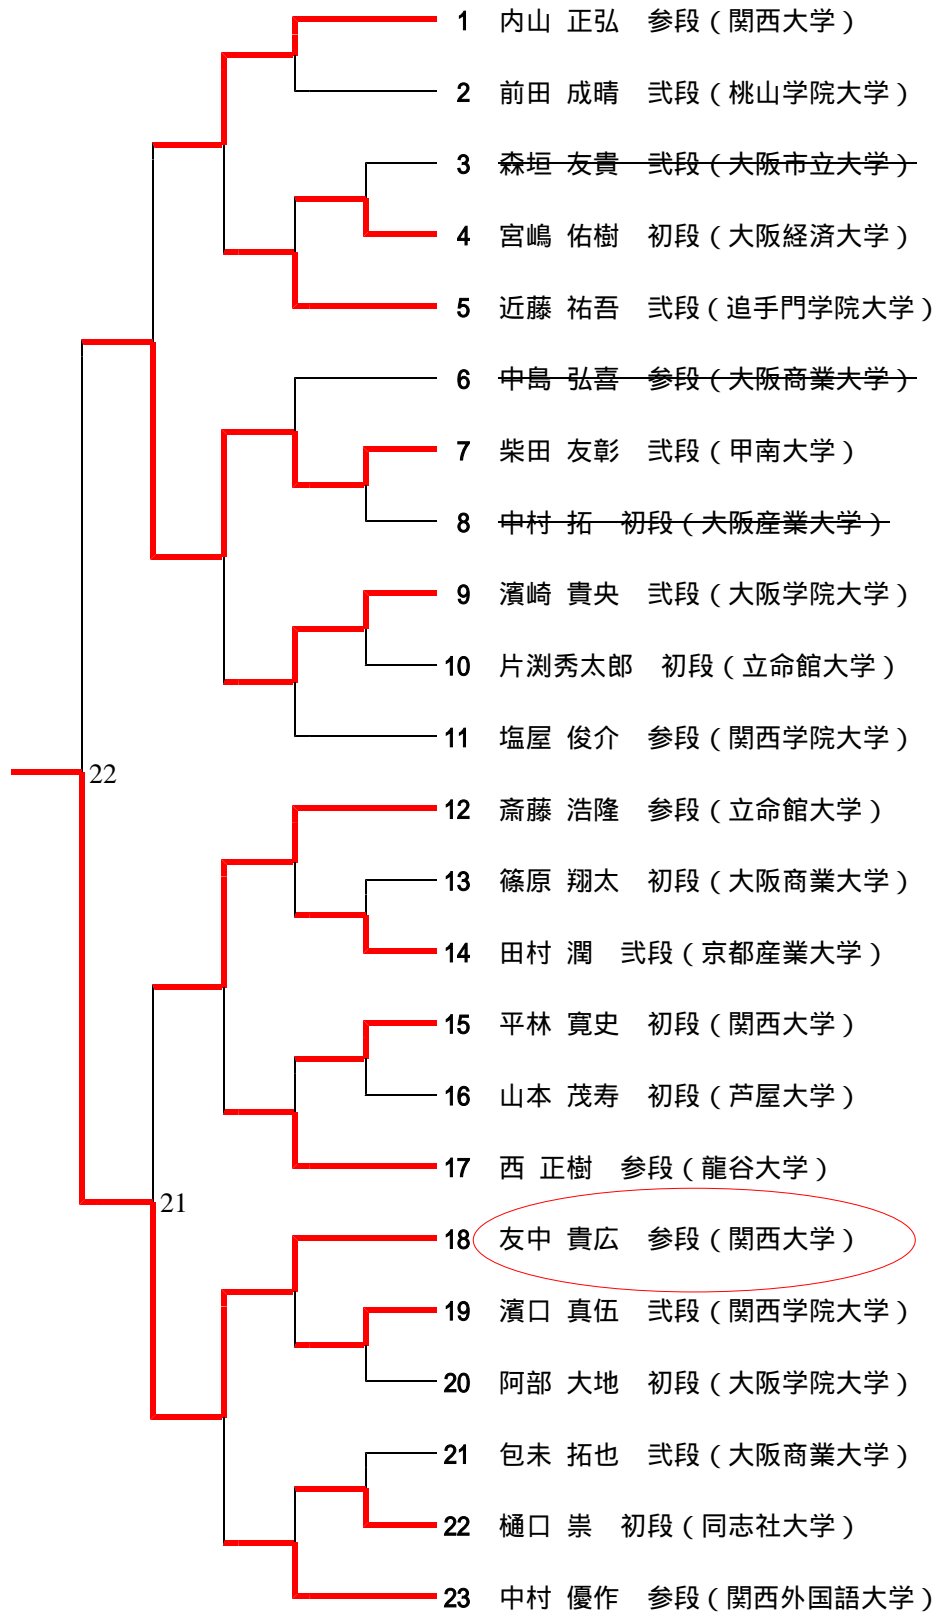 1 内山 正弘 参段(関西大学)
2 前田 成晴 弐段(桃山学院大学)
3 森垣 友貴 弐段(大阪市立大学)
4 宮嶋 佑樹 初段(大阪経済大学)
5 近藤 祐吾 弐段(追手門学院大学)
6 中島 弘喜 参段(大阪商業大学)
7 柴田 友彰 弐段(甲南大学)
8 中村 拓 初段(大阪産業大学)
9 濱崎 貴央 弐段(大阪学院大学)
10 片渕秀太郎 初段(立命館大学)
11 塩屋 俊介 参段(関西学院大学)
22
12 斎藤 浩隆 参段(立命館大学)
13 篠原 翔太 初段(大阪商業大学)
14 田村 潤 弐段(京都産業大学)
15 平林 寛史 初段(関西大学)
16 山本 茂寿 初段(芦屋大学)
17 西 正樹 参段(龍谷大学)
21
18 友中 貴広 参段(関西大学)
19 濱口 真伍 弐段(関西学院大学)
20 阿部 大地 初段(大阪学院大学)
21 包未 拓也 弐段(大阪商業大学)
22 樋口 祟 初段(同志社大学)
23 中村 優作 参段(関西外国語大学)